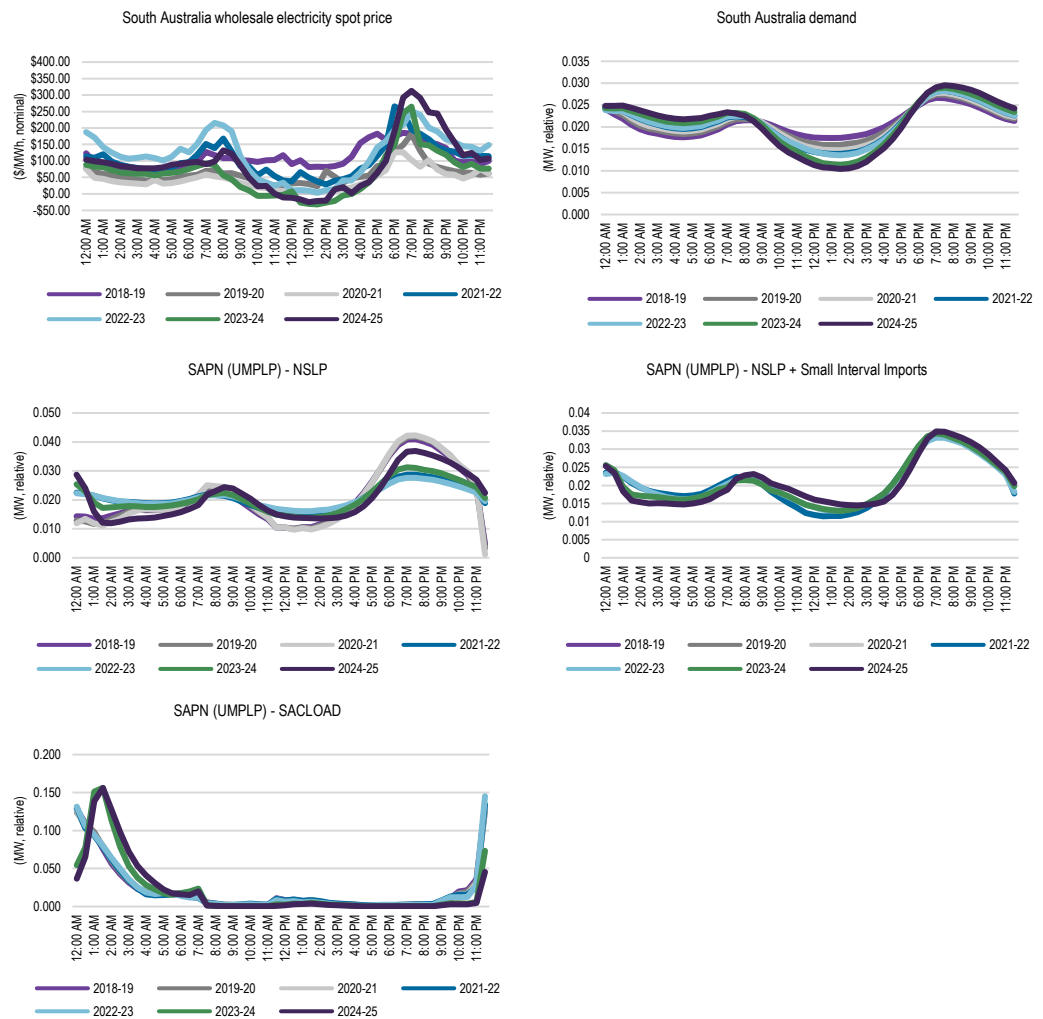 South Australia wholesale electricity spot price
($/MWh, nominal)
$400.00
$350.00
$300.00
$250.00
$200.00
$150.00
$100.00
$50.00
$0.00
-$50.00
12:00 AM
1:00 AM
2:00 AM
3:00 AM
4:00 AM
5:00 AM
6:00 AM
7:00 AM
8:00 AM
9:00 AM
10:00 AM
11:00 AM
12:00 PM
1:00 PM
2:00 PM
3:00 PM
4:00 PM
5:00 PM
6:00 PM
7:00 PM
8:00 PM
9:00 PM
10:00 PM
11:00 PM
2018-19 2019-20 2020-21 2021-22
2022-23 2023-24 2024-25
South Australia demand
(MW, relative)
0.035
0.030
0.025
0.020
0.015
0.010
0.005
0.000
12:00 AM
1:00 AM
2:00 AM
3:00 AM
4:00 AM
5:00 AM
6:00 AM
7:00 AM
8:00 AM
9:00 AM
10:00 AM
11:00 AM
12:00 PM
1:00 PM
2:00 PM
3:00 PM
4:00 PM
5:00 PM
6:00 PM
7:00 PM
8:00 PM
9:00 PM
10:00 PM
11:00 PM
2018-19 2019-20 2020-21 2021-22
2022-23 2023-24 2024-25
SAPN (UMPLP) - NSLP
(MW, relative)
0.050
0.040
0.030
0.020
0.010
0.000
12:00 AM
1:00 AM
2:00 AM
3:00 AM
4:00 AM
5:00 AM
6:00 AM
7:00 AM
8:00 AM
9:00 AM
10:00 AM
11:00 AM
12:00 PM
1:00 PM
2:00 PM
3:00 PM
4:00 PM
5:00 PM
6:00 PM
7:00 PM
8:00 PM
9:00 PM
10:00 PM
11:00 PM
2018-19 2019-20 2020-21 2021-22
2022-23 2023-24 2024-25
SAPN (UMPLP) - NSLP + Small Interval Imports
(MW, relative)
0.04
0.035
0.03
0.025
0.02
0.015
0.01
0.005
0
12:00 AM
1:00 AM
2:00 AM
3:00 AM
4:00 AM
5:00 AM
6:00 AM
7:00 AM
8:00 AM
9:00 AM
10:00 AM
11:00 AM
12:00 PM
1:00 PM
2:00 PM
3:00 PM
4:00 PM
5:00 PM
6:00 PM
7:00 PM
8:00 PM
9:00 PM
10:00 PM
11:00 PM
2018-19 2019-20 2020-21 2021-22
2022-23 2023-24 2024-25
SAPN (UMPLP) - SACLOAD
(MW, relative)
0.200
0.150
0.100
0.050
0.000
12:00 AM
1:00 AM
2:00 AM
3:00 AM
4:00 AM
5:00 AM
6:00 AM
7:00 AM
8:00 AM
9:00 AM
10:00 AM
11:00 AM
12:00 PM
1:00 PM
2:00 PM
3:00 PM
4:00 PM
5:00 PM
6:00 PM
7:00 PM
8:00 PM
9:00 PM
10:00 PM
11:00 PM
2018-19 2019-20 2020-21 2021-22
2022-23 2023-24 2024-25